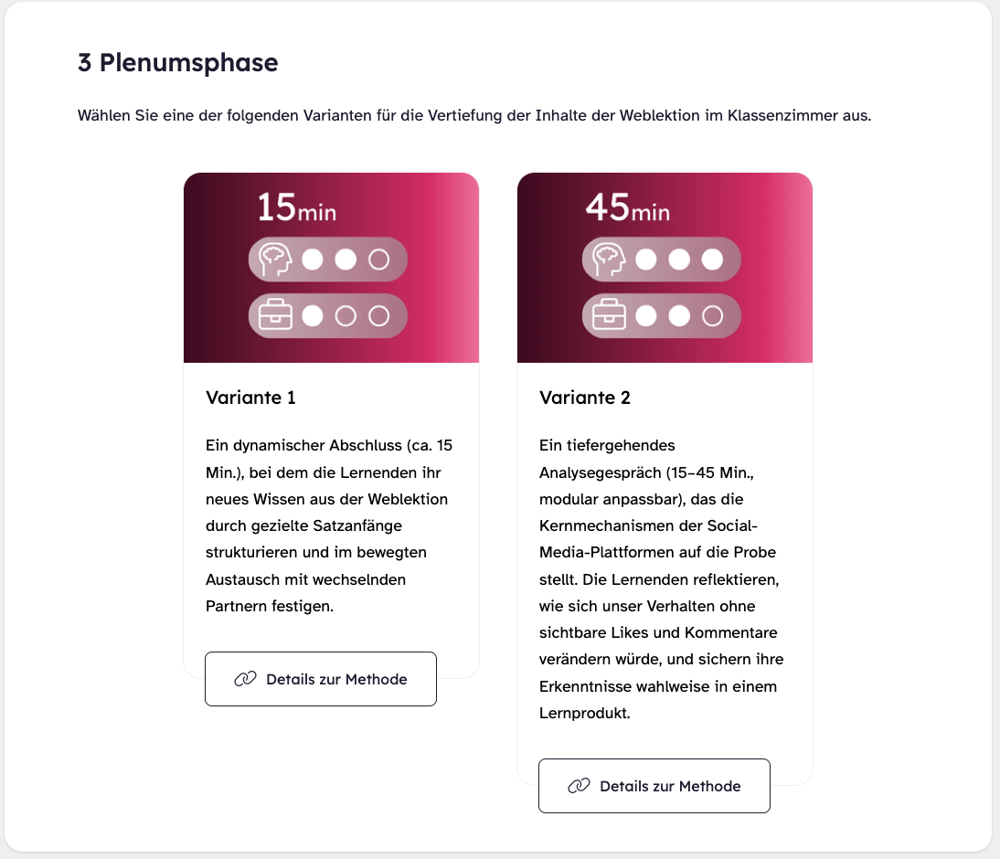 3 Plenumsphase
Wählen Sie eine der folgenden Varianten für die Vertiefung der Inhalte der Weblektion im Klassenzimmer aus.
15min
Variante 1
Ein dynamischer Abschluss (ca. 15
Min.), bei dem die Lernenden ihr
neues Wissen aus der Weblektion
durch gezielte Satzanfänge
strukturieren und im bewegten
Austausch mit wechselnden
Partnern festigen.
Details zur Methode
45min
Variante 2
Ein tiefergehendes
Analysegespräch (15–45 Min.,
modular anpassbar), das die
Kernmechanismen der Social-
Media-Plattformen auf die Probe
stellt. Die Lernenden reflektieren,
wie sich unser Verhalten ohne
sichtbare Likes und Kommentare
verändern würde, und sichern ihre
Erkenntnisse wahlweise in einem
Lernprodukt.
Details zur Methode